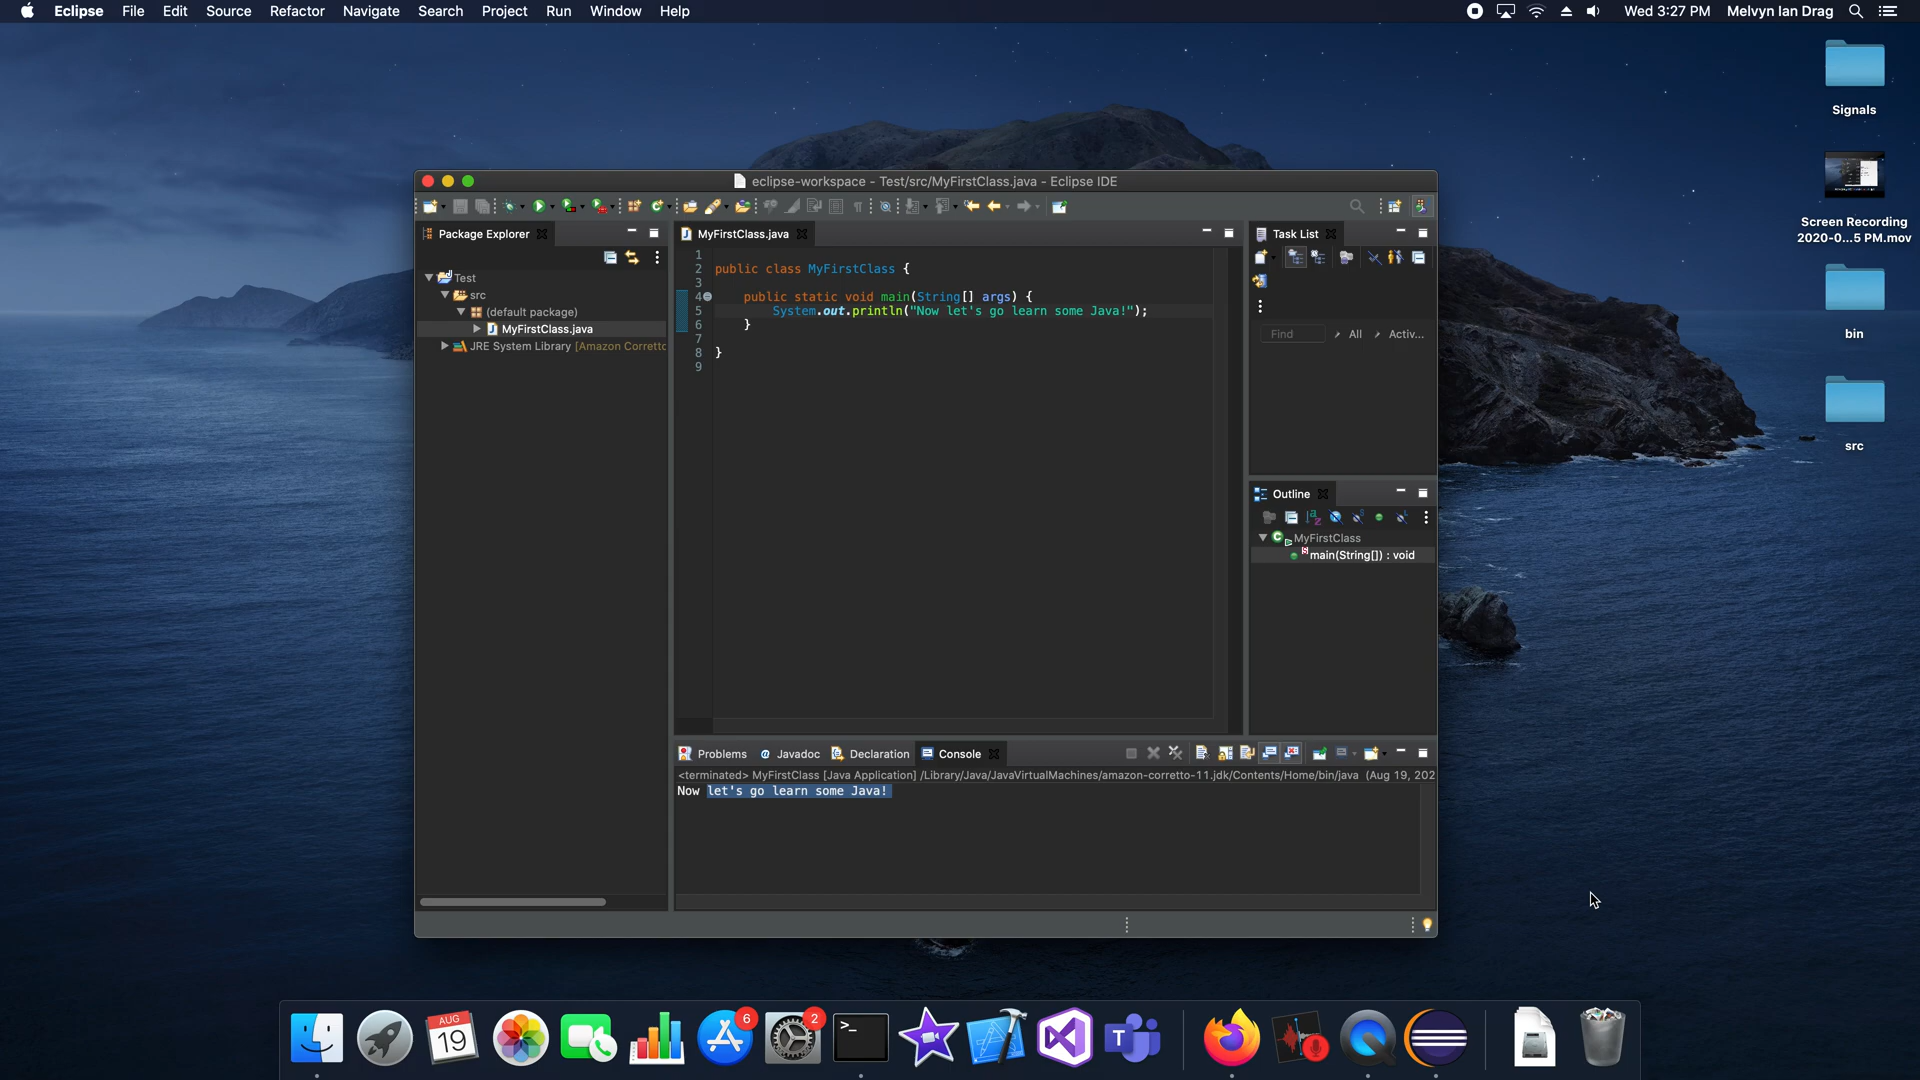 Eclipse File Edit Source Refactor Navigate Search Project Run Window Help
Wed 3:27 PM Melvyn Ian Drag
Signals
Screen Recording
2020-0...5 PM.mov
bin
src
eclipse-workspace - Test/src/MyFirstClass.java - Eclipse IDE
Package Explorer
Test
src
(default package)
MyFirstClass.java
JRE System Library [Amazon Corretto
MyFirstClass.java
1
2 public class MyFirstClass {
3
4 public static void main(String[] args) {
5 System.out.println("Now let's go learn some Java!");
6 }
7
8 }
9
Task List
Find All Activ...
Outline
MyFirstClass
main(String[]) : void
Problems Javadoc Declaration Console
<terminated> MyFirstClass [Java Application] /Library/Java/JavaVirtualMachines/amazon-corretto-11.jdk/Contents/Home/bin/java (Aug 19, 202
Now let's go learn some Java!
AUG
19
6
2